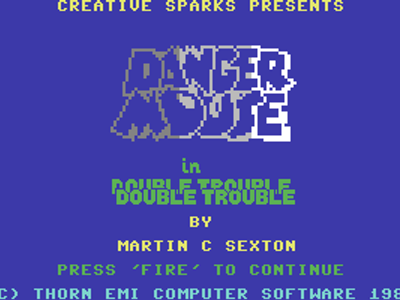 CREATIVE SPARKS PRESENTS
DANGER
MOUSE
in
DOUBLE TROUBLE
BY
MARTIN C SEXTON
PRESS 'FIRE' TO CONTINUE
C) THORN EMI COMPUTER SOFTWARE 198